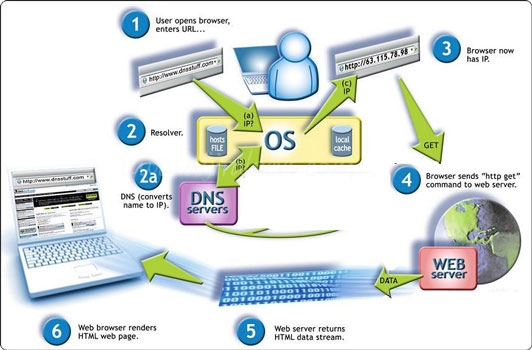 1
User opens browser,
enters URL...
http://www.dnsstuff.com
http://63.115.78.98
3
Browser now
has IP.
(a)
IP?
(c)
IP
2
Resolver.
hosts
FILE
OS
local
cache
GET
(b)
IP?
2a
DNS (converts
name to IP).
DNS
servers
4
Browser sends "http get"
command to web server.
http://www.dnsstuff.com
WEB
server
DATA
6
Web browser renders
HTML web page.
5
Web server returns
HTML data stream.